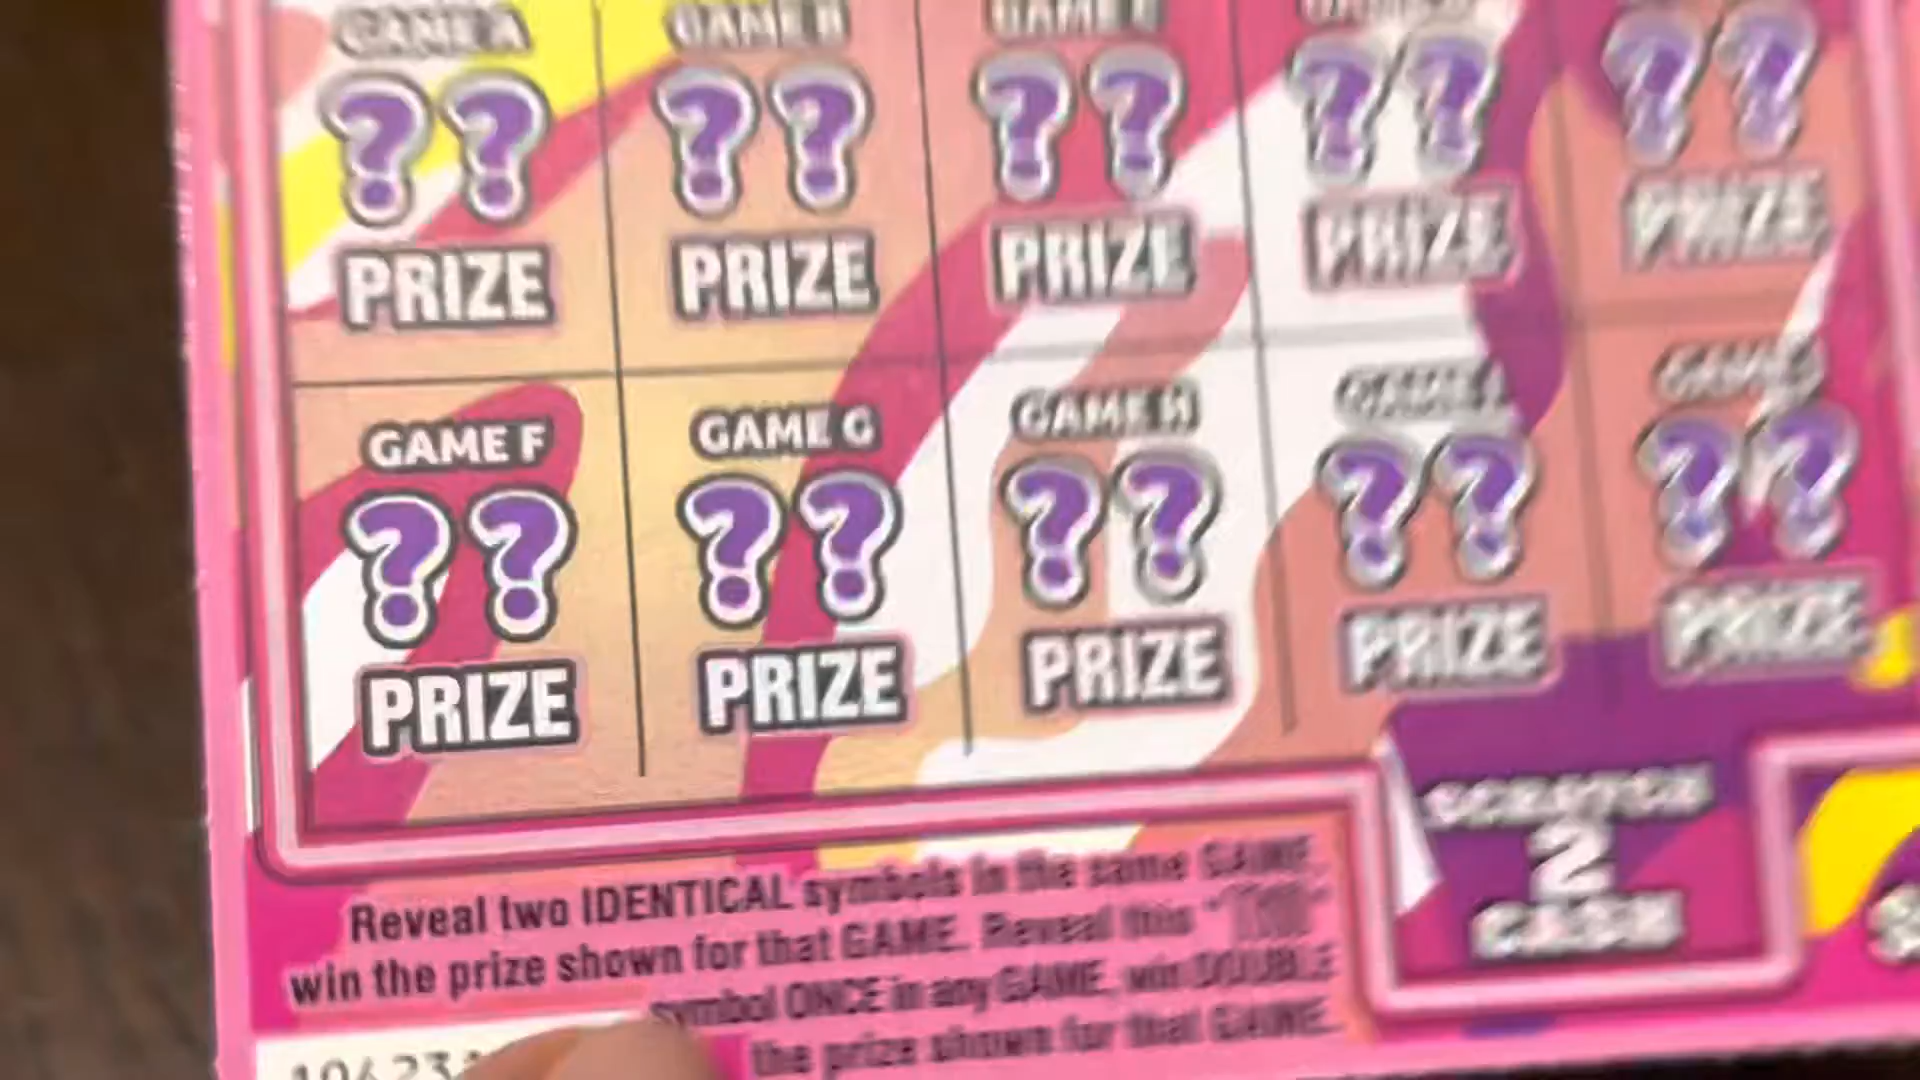 GAME A GAME B GAME C
?? ?? ?? ?? ??
PRIZE PRIZE PRIZE PRIZE PRIZE
GAME F GAME G GAME H GAME I GAME J
?? ?? ?? ?? ??
PRIZE PRIZE PRIZE PRIZE PRIZE
Reveal two IDENTICAL symbols in the same GAME,
win the prize shown for that GAME. Reveal this "
symbol ONCE in any GAME, win DOUBLE
the prize shown for that GAME.
SCRATCH
2
CASH